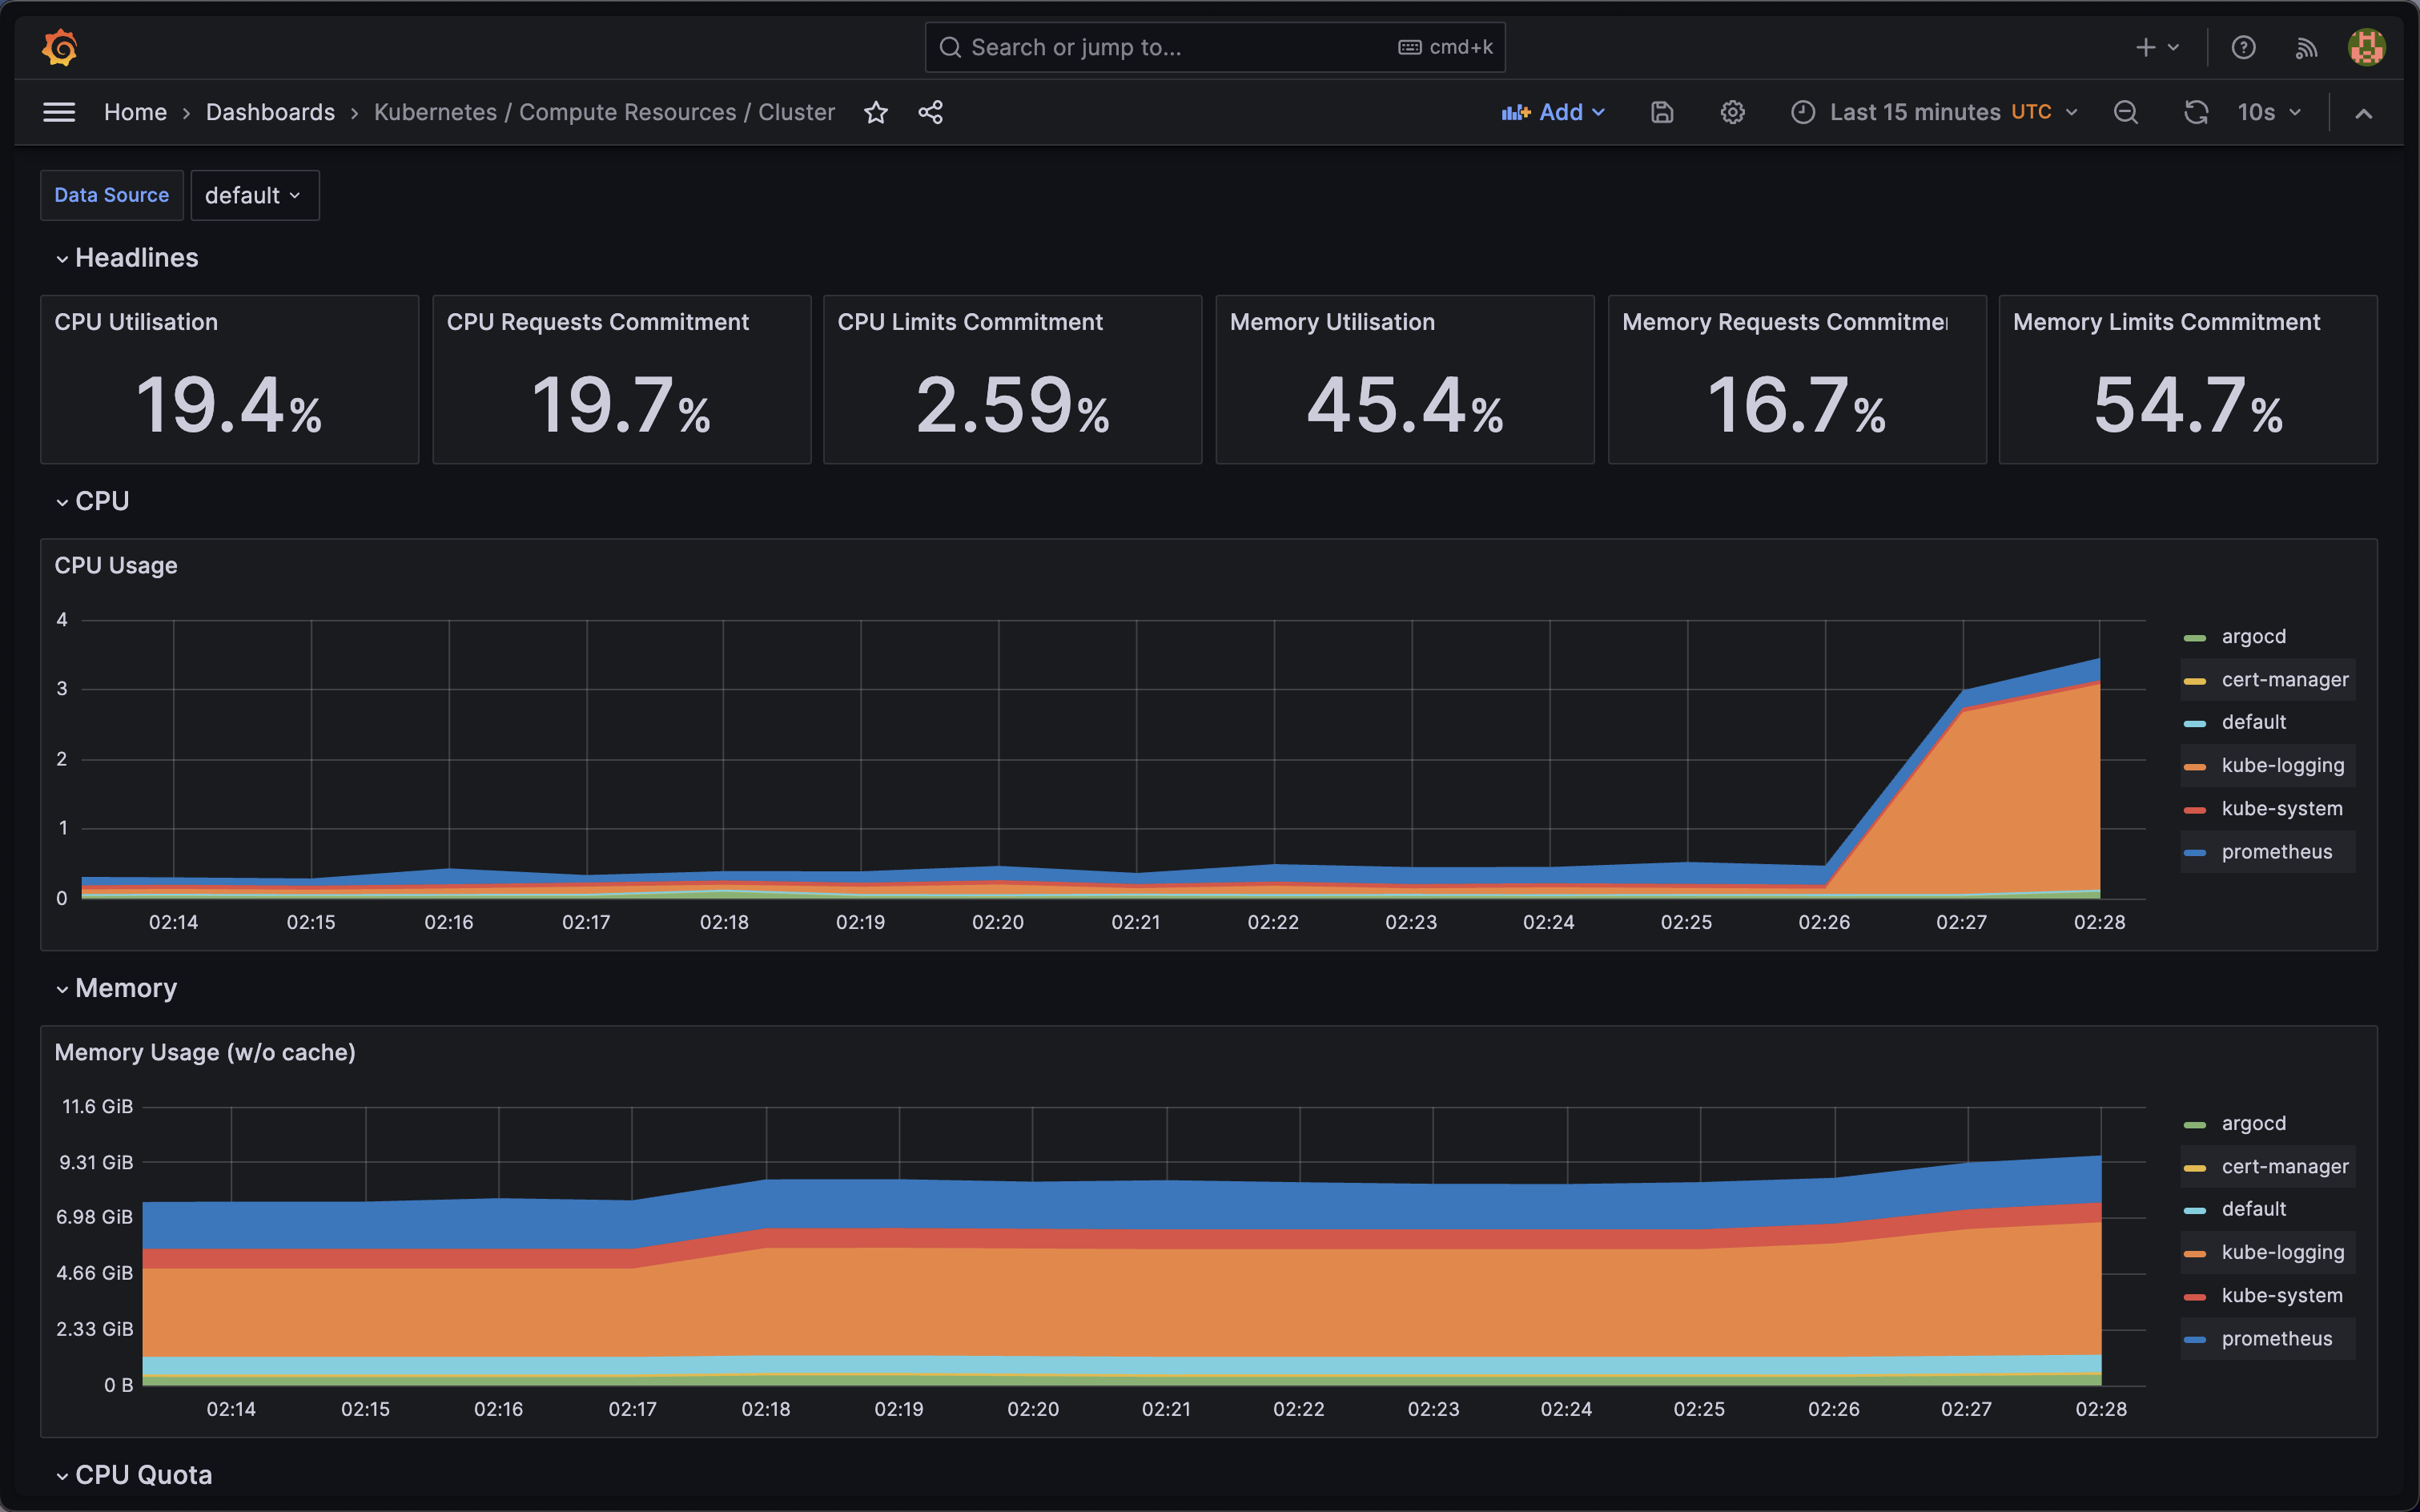 Search or jump to... cmd+k
Home › Dashboards › Kubernetes / Compute Resources / Cluster Add Last 15 minutes UTC 10s
Data Source default
Headlines
CPU Utilisation
19.4%
CPU Requests Commitment
19.7%
CPU Limits Commitment
2.59%
Memory Utilisation
45.4%
Memory Requests Commitme
16.7%
Memory Limits Commitment
54.7%
CPU
CPU Usage
4
3
2
1
0
02:14 02:15 02:16 02:17 02:18 02:19 02:20 02:21 02:22 02:23 02:24 02:25 02:26 02:27 02:28
argocd
cert-manager
default
kube-logging
kube-system
prometheus
Memory
Memory Usage (w/o cache)
11.6 GiB
9.31 GiB
6.98 GiB
4.66 GiB
2.33 GiB
0 B
02:14 02:15 02:16 02:17 02:18 02:19 02:20 02:21 02:22 02:23 02:24 02:25 02:26 02:27 02:28
argocd
cert-manager
default
kube-logging
kube-system
prometheus
CPU Quota